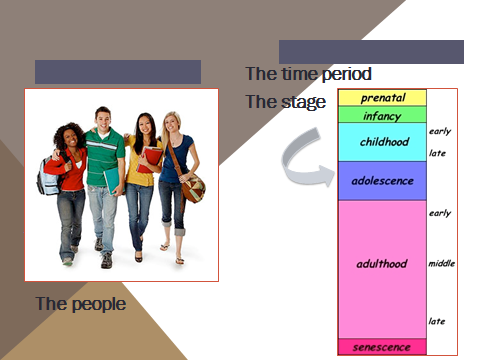 The time period
The stage
prenatal
infancy
childhood
early
late
adolescence
early
adulthood
middle
late
senescence
The people